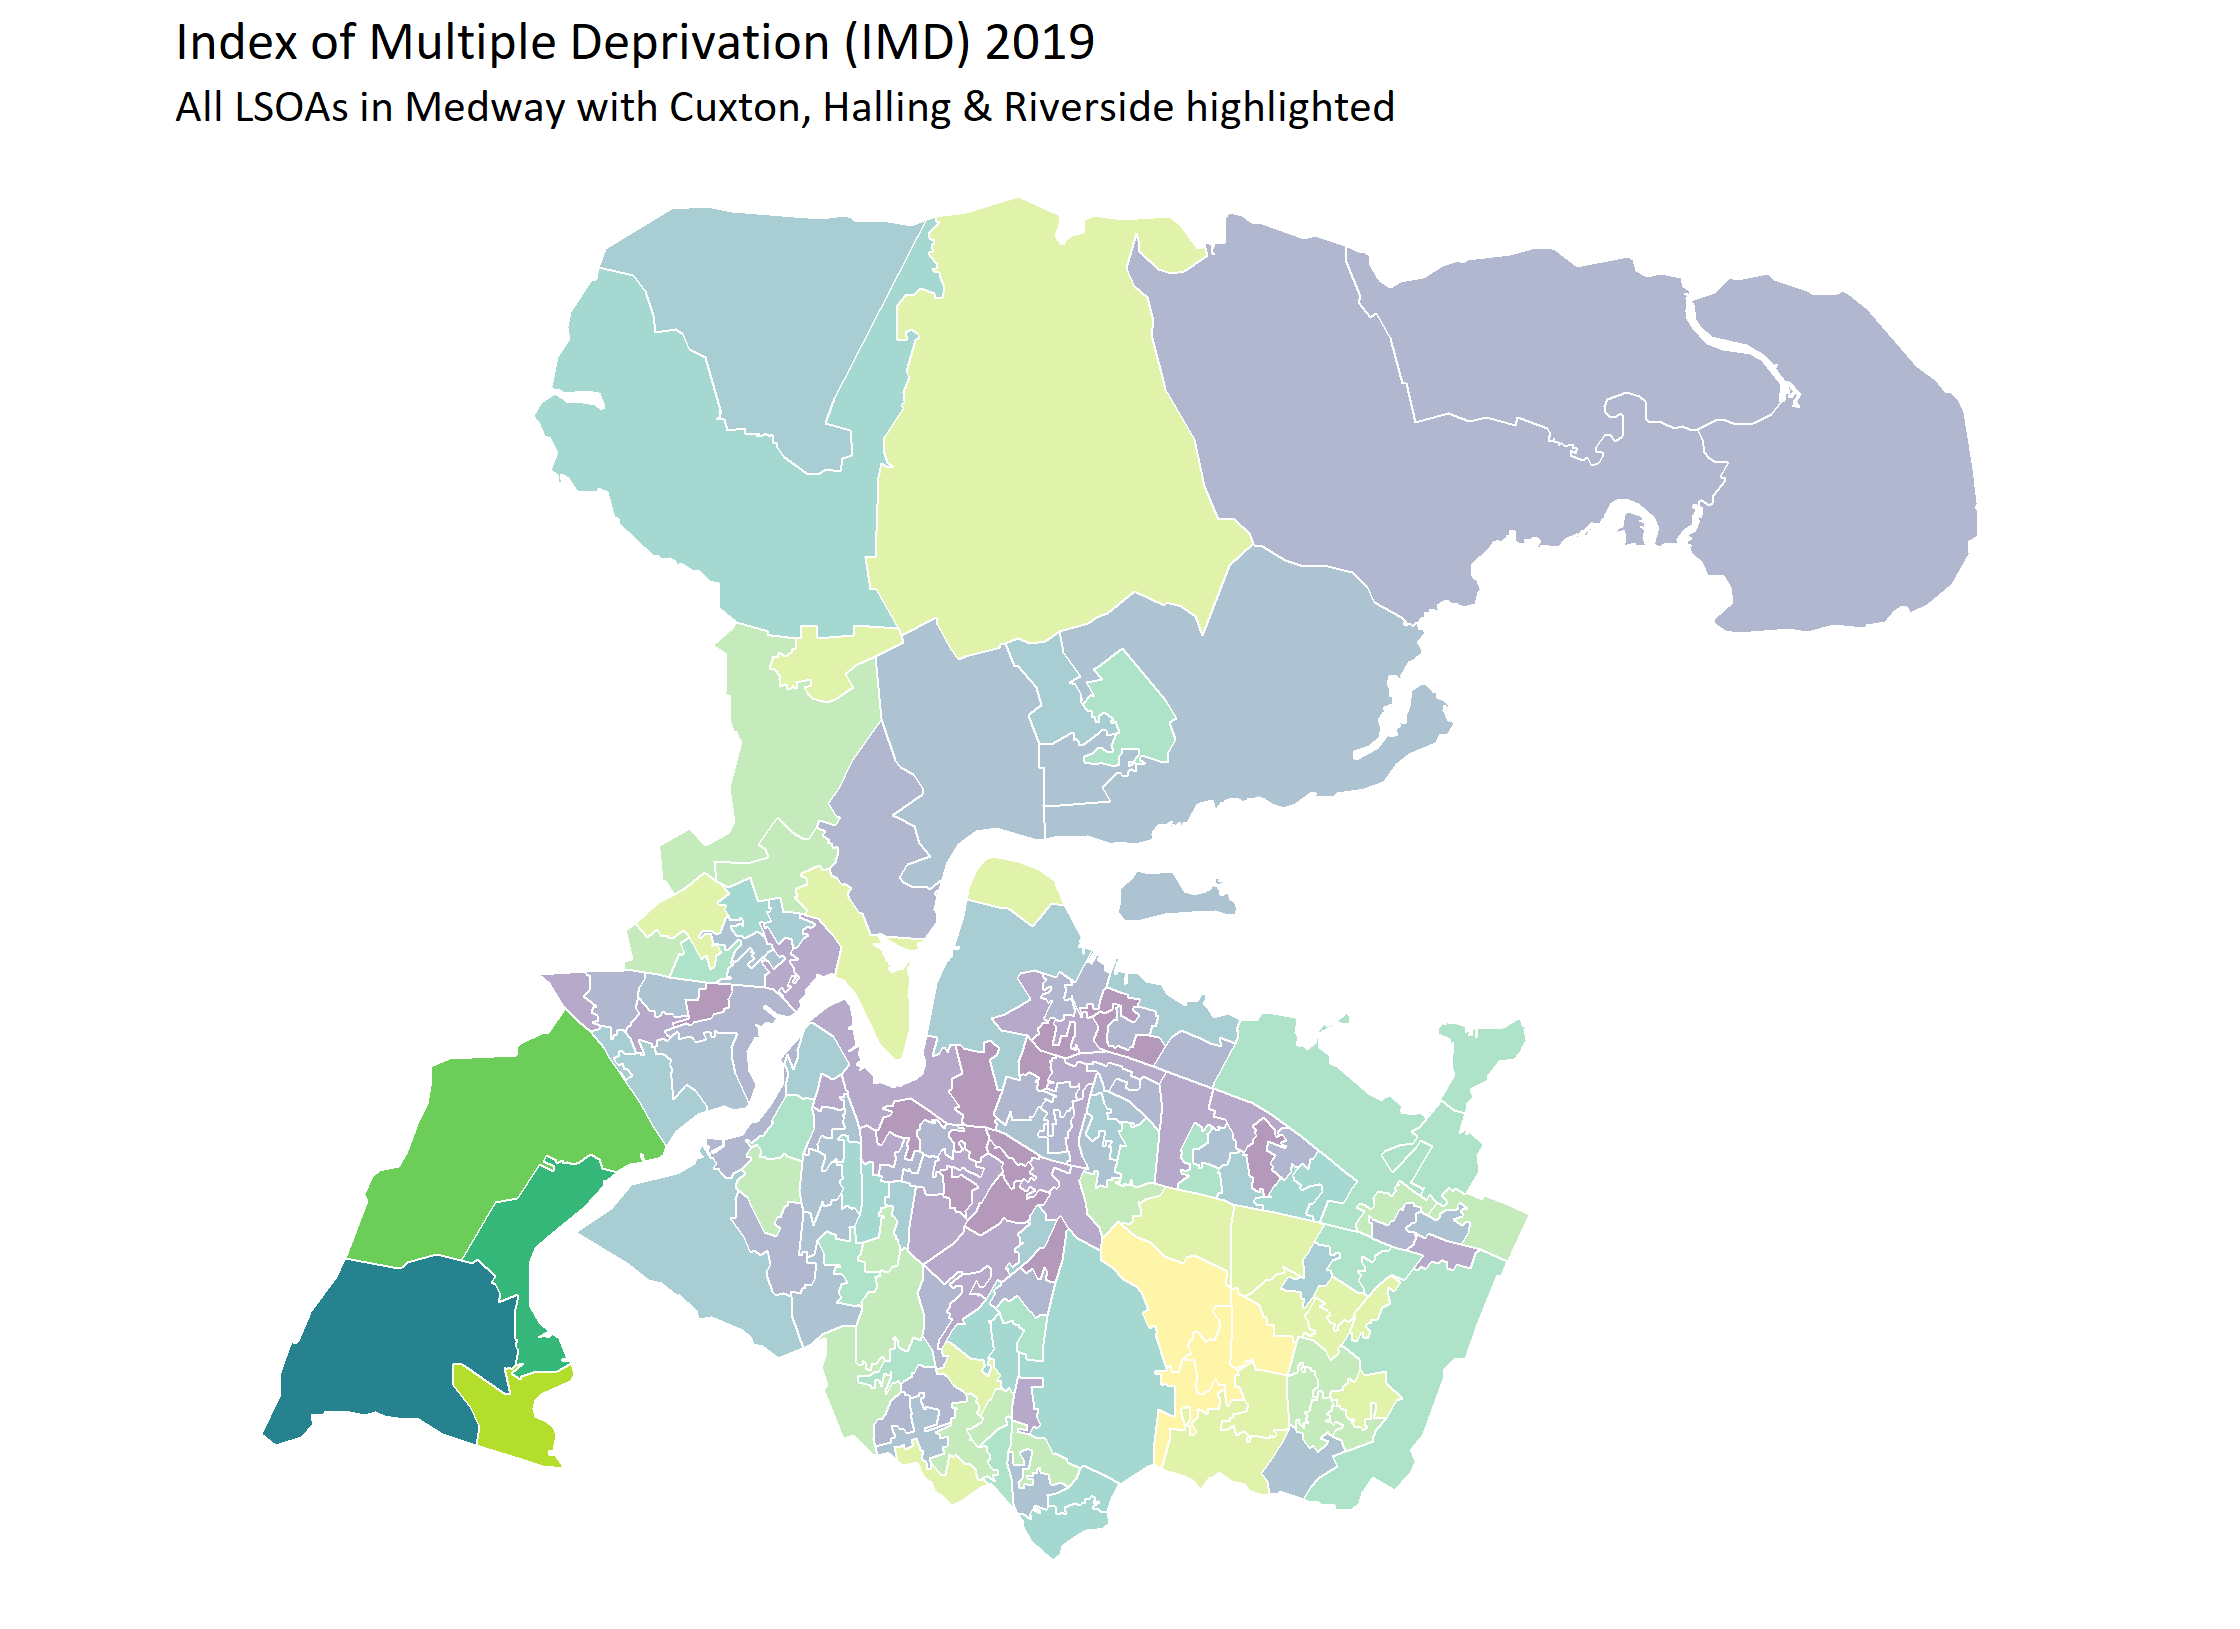 Index of Multiple Deprivation (IMD) 2019
All LSOAs in Medway with Cuxton, Halling & Riverside highlighted